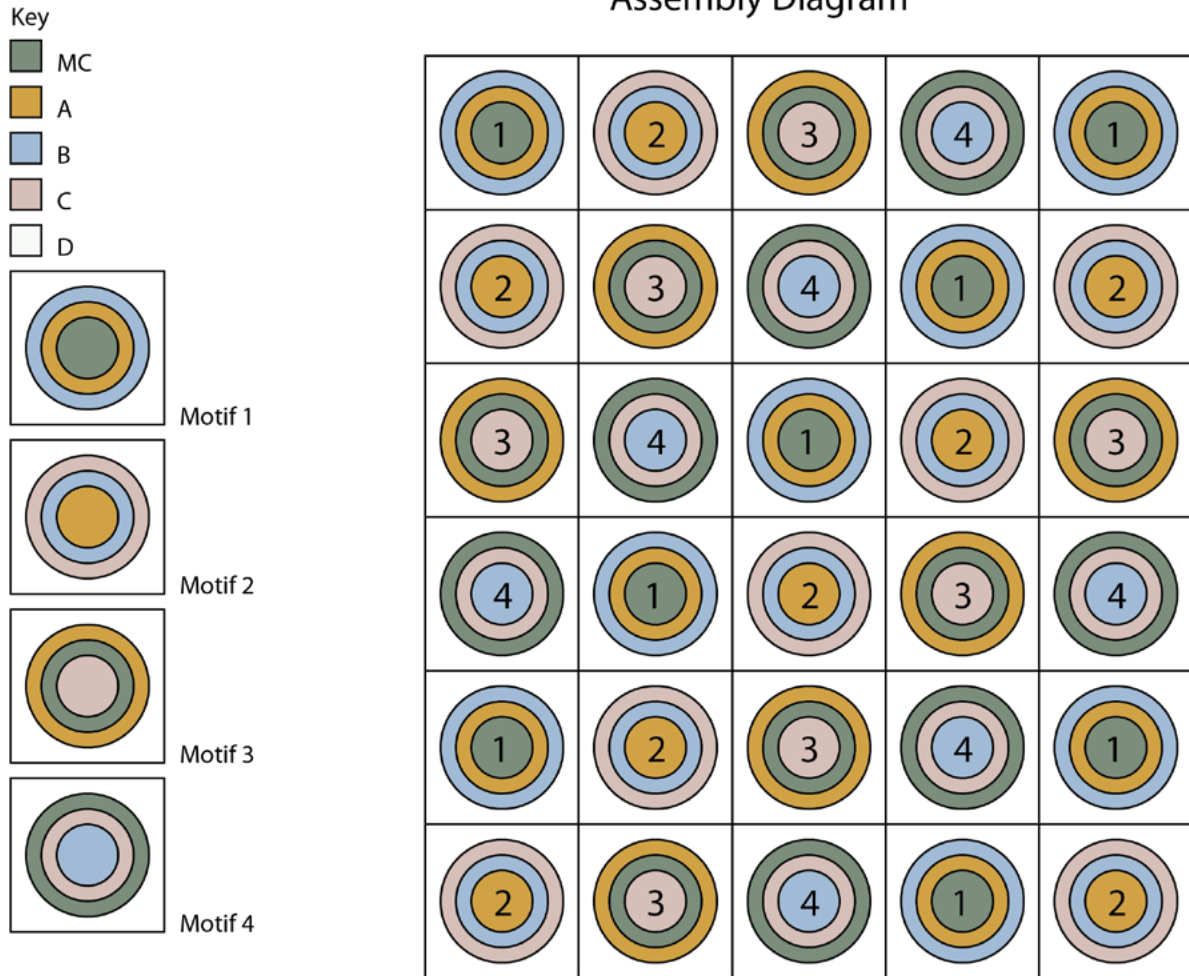 Assembly Diagram
Key
MC
A
B
C
D
Motif 1
Motif 2
Motif 3
Motif 4
1 2 3 4 1
2 3 4 1 2
3 4 1 2 3
4 1 2 3 4
1 2 3 4 1
2 3 4 1 2